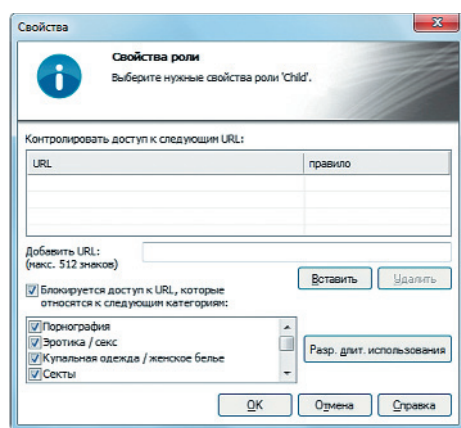 Свойства
Свойства роли
Выберите нужные свойства роли 'Child'.
Контролировать доступ к следующим URL:
URL правило
Добавить URL:
(макс. 512 знаков)
Вставить Удалить
Блокируется доступ к URL, которые
относятся к следующим категориям:
Порнография
Эротика / секс
Купальная одежда / женское белье
Секты
Разр. длит. использования
OK Отмена Справка